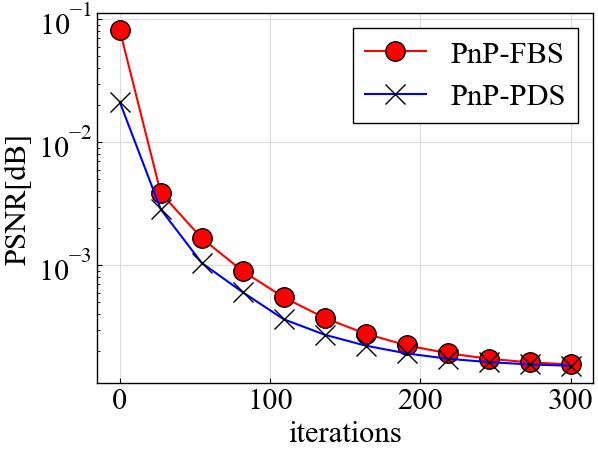 10⁻¹
10⁻²
10⁻³
PSNR[dB]
PnP-FBS
PnP-PDS
0 100 200 300
iterations